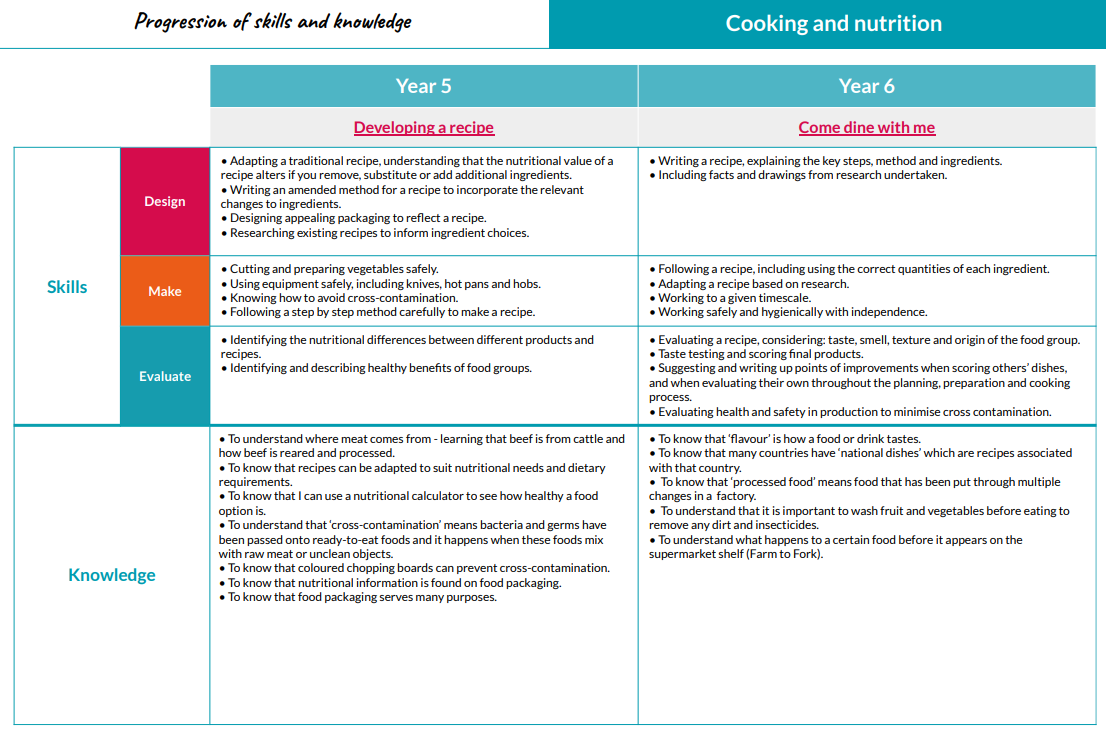 Progression of skills and knowledge
Cooking and nutrition
Year 5
Year 6
Developing a recipe
Come dine with me
Skills
Design
• Adapting a traditional recipe, understanding that the nutritional value of a
recipe alters if you remove, substitute or add additional ingredients.
• Writing an amended method for a recipe to incorporate the relevant
changes to ingredients.
• Designing appealing packaging to reflect a recipe.
• Researching existing recipes to inform ingredient choices.
• Writing a recipe, explaining the key steps, method and ingredients.
• Including facts and drawings from research undertaken.
Make
• Cutting and preparing vegetables safely.
• Using equipment safely, including knives, hot pans and hobs.
• Knowing how to avoid cross-contamination.
• Following a step by step method carefully to make a recipe.
• Following a recipe, including using the correct quantities of each ingredient.
• Adapting a recipe based on research.
• Working to a given timescale.
• Working safely and hygienically with independence.
Evaluate
• Identifying the nutritional differences between different products and
recipes.
• Identifying and describing healthy benefits of food groups.
• Evaluating a recipe, considering: taste, smell, texture and origin of the food group.
• Taste testing and scoring final products.
• Suggesting and writing up points of improvements when scoring others’ dishes,
and when evaluating their own throughout the planning, preparation and cooking
process.
• Evaluating health and safety in production to minimise cross contamination.
Knowledge
• To understand where meat comes from - learning that beef is from cattle and
how beef is reared and processed.
• To know that recipes can be adapted to suit nutritional needs and dietary
requirements.
• To know that I can use a nutritional calculator to see how healthy a food
option is.
• To understand that ‘cross-contamination’ means bacteria and germs have
been passed onto ready-to-eat foods and it happens when these foods mix
with raw meat or unclean objects.
• To know that coloured chopping boards can prevent cross-contamination.
• To know that nutritional information is found on food packaging.
• To know that food packaging serves many purposes.
• To know that ‘flavour’ is how a food or drink tastes.
• To know that many countries have ‘national dishes’ which are recipes associated
with that country.
• To know that ‘processed food’ means food that has been put through multiple
changes in a factory.
• To understand that it is important to wash fruit and vegetables before eating to
remove any dirt and insecticides.
• To understand what happens to a certain food before it appears on the
supermarket shelf (Farm to Fork).